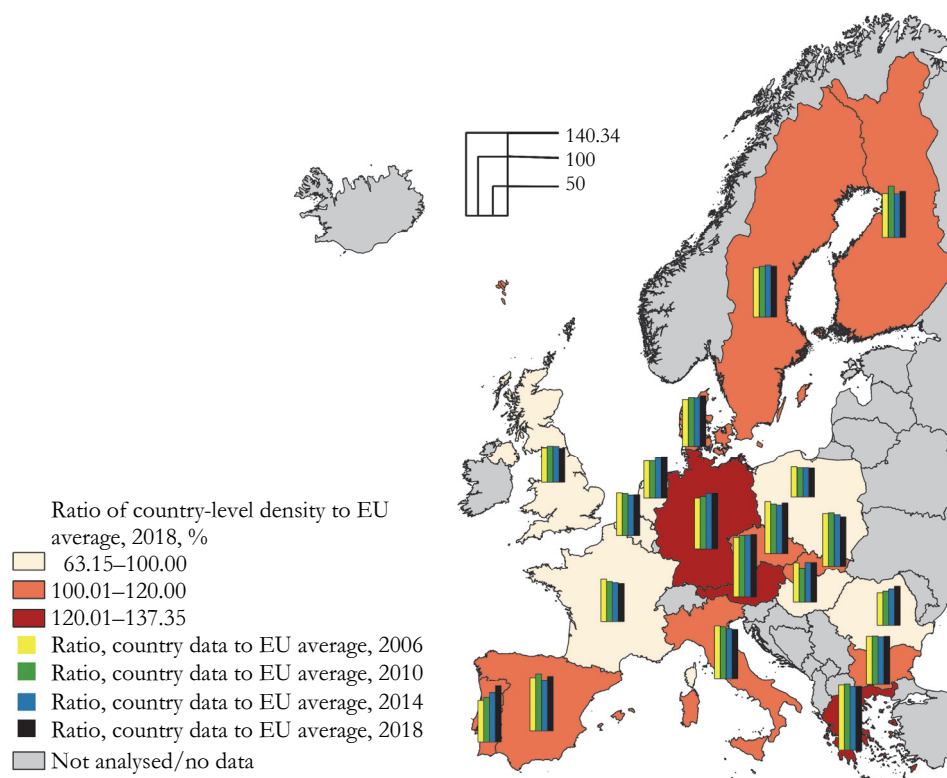 140.34
100
50
Ratio of country-level density to EU
average, 2018, %
63.15–100.00
100.01–120.00
120.01–137.35
Ratio, country data to EU average, 2006
Ratio, country data to EU average, 2010
Ratio, country data to EU average, 2014
Ratio, country data to EU average, 2018
Not analysed/no data